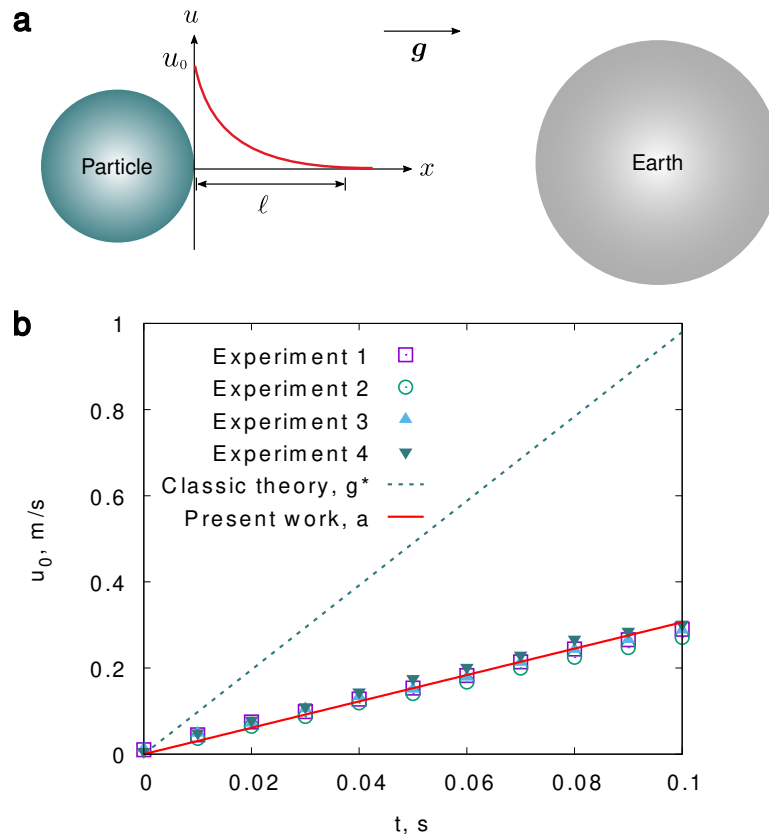 a
u
u₀
g
Particle
x
ℓ
Earth
b
1
0.8
0.6
0.4
0.2
0
u₀, m/s
Experiment 1
Experiment 2
Experiment 3
Experiment 4
Classic theory, g*
Present work, a
0 0.02 0.04 0.06 0.08 0.1
t, s